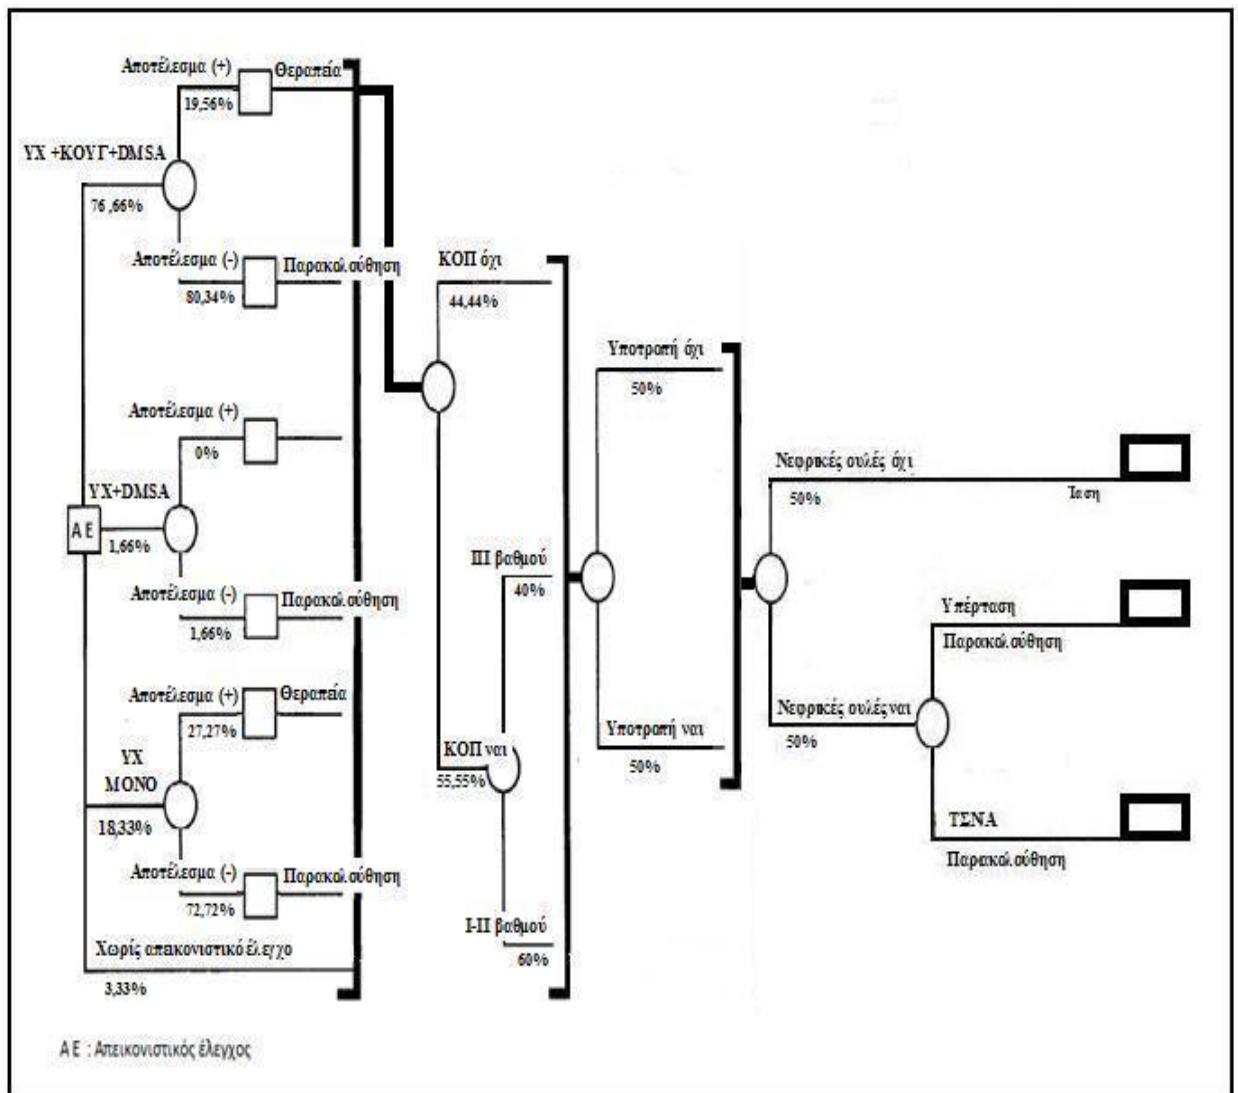 Αποτέλεσμα (+)
Θεραπεία
19,56%
ΥΧ +ΚΟΥΓ+DMSA
76,66%
Αποτέλεσμα (-)
Παρακολούθηση
80,34%
ΚΟΠ όχι
44,44%
Υποτροπή όχι
50%
Αποτέλεσμα (+)
0%
Νεφρικές ουλές όχι
50%
Ίαση
ΥΧ+DMSA
ΑΕ
1,66%
ΙΙΙ βαθμού
40%
Αποτέλεσμα (-)
Παρακολούθηση
1,66%
Υπέρταση
Παρακολούθηση
Αποτέλεσμα (+)
Θεραπεία
27,27%
Νεφρικές ουλές ναι
50%
Υποτροπή ναι
50%
ΚΟΠ ναι
55,55%
ΥΧ
ΜΟΝΟ
18,33%
ΤΣΝΑ
Παρακολούθηση
Αποτέλεσμα (-)
Παρακολούθηση
72,72%
Ι-ΙΙ βαθμού
60%
Χωρίς απεικονιστικό έλεγχο
3,33%
ΑΕ : Απεικονιστικός έλεγχος